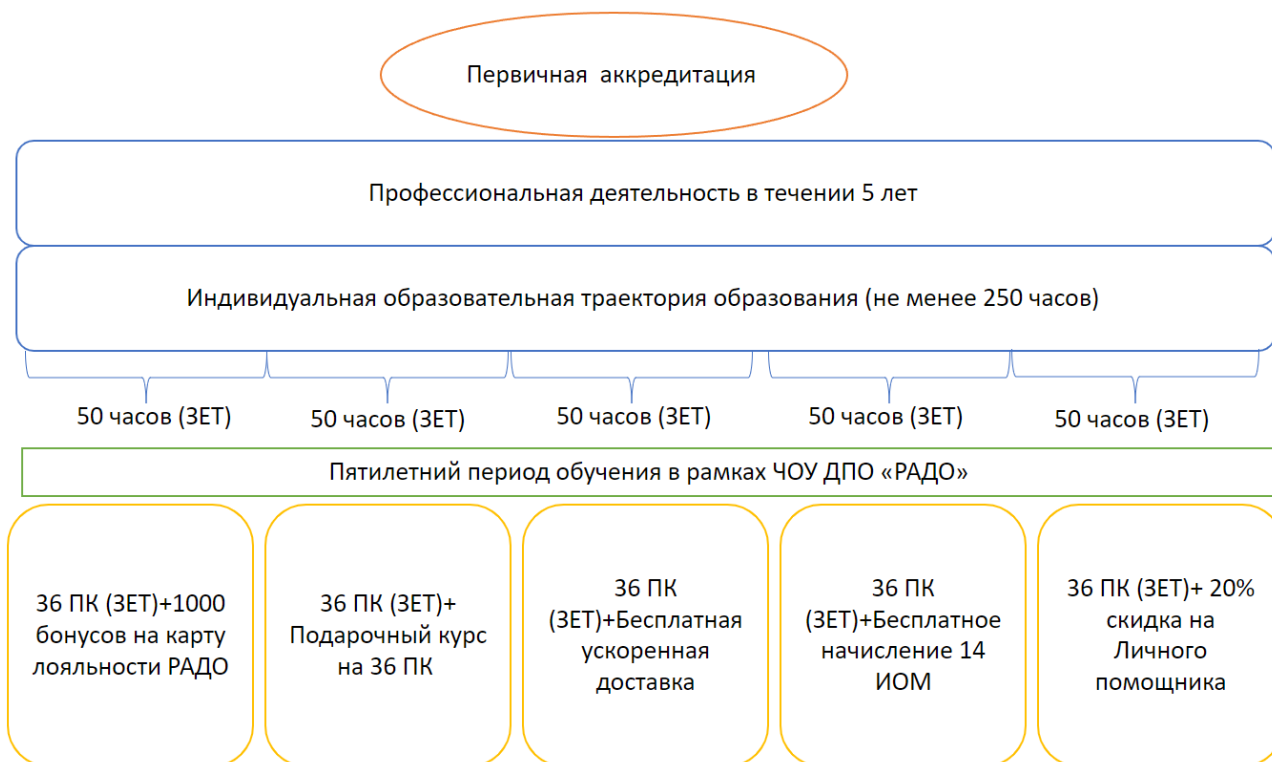 Первичная аккредитация
Профессиональная деятельность в течении 5 лет
Индивидуальная образовательная траектория образования (не менее 250 часов)
50 часов (ЗЕТ)
50 часов (ЗЕТ)
50 часов (ЗЕТ)
50 часов (ЗЕТ)
50 часов (ЗЕТ)
Пятилетний период обучения в рамках ЧОУ ДПО «РАДО»
36 ПК (ЗЕТ)+1000
бонусов на карту
лояльности РАДО
36 ПК (ЗЕТ)+
Подарочный курс
на 36 ПК
36 ПК
(ЗЕТ)+Бесплатная
ускоренная
доставка
36 ПК
(ЗЕТ)+Бесплатное
начисление 14
ИОМ
36 ПК (ЗЕТ)+ 20%
скидка на
Личного
помощника